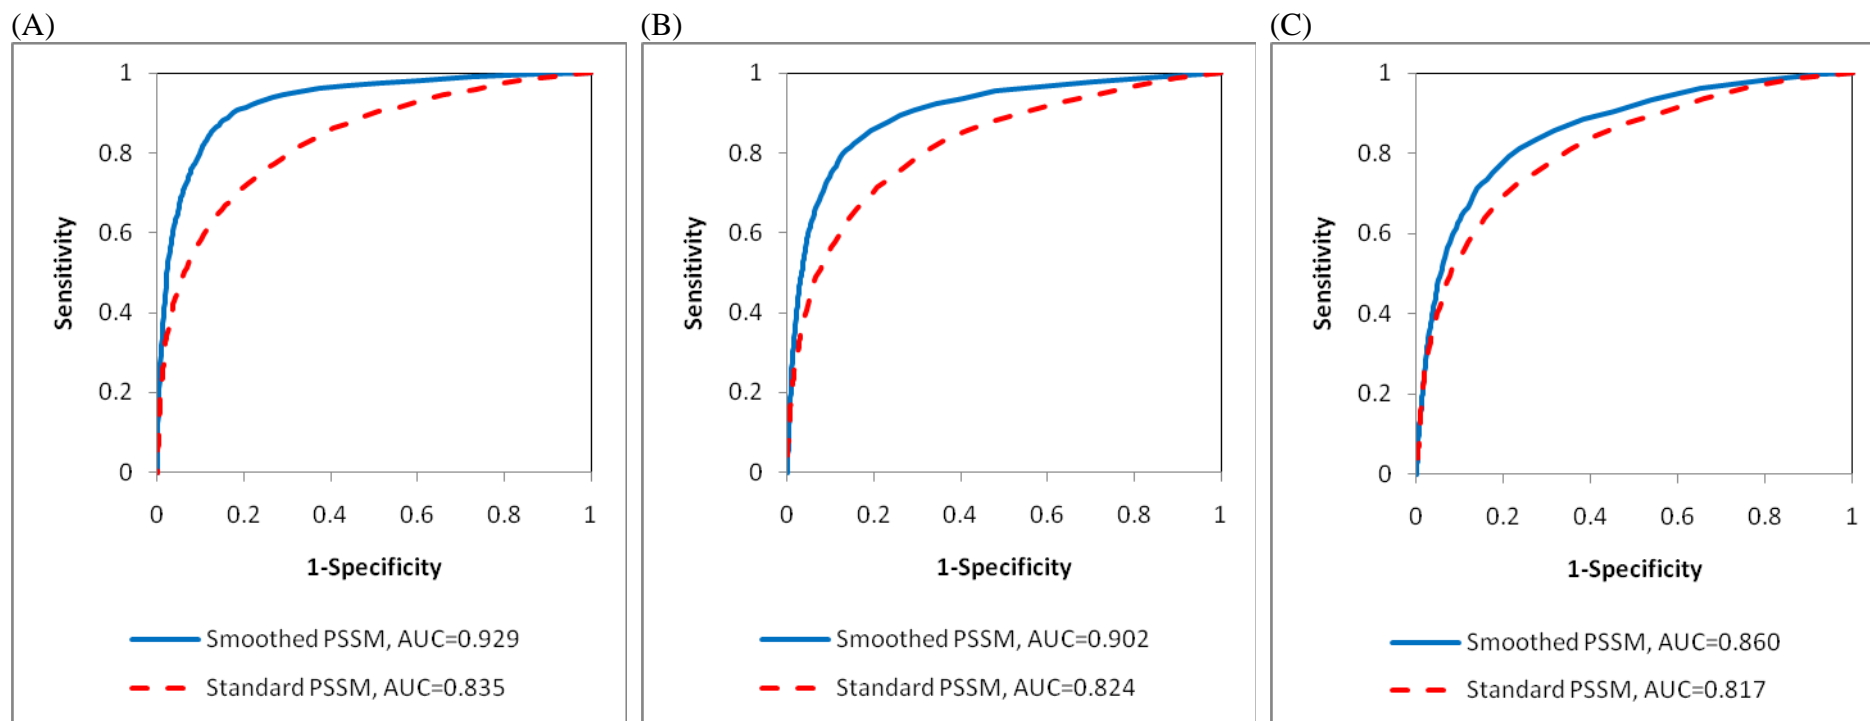 (A)
1
0.8
0.6
0.4
0.2
0
Sensitivity
0 0.2 0.4 0.6 0.8 1
1-Specificity
Smoothed PSSM, AUC=0.929
Standard PSSM, AUC=0.835
(B)
1
0.8
0.6
0.4
0.2
0
Sensitivity
0 0.2 0.4 0.6 0.8 1
1-Specificity
Smoothed PSSM, AUC=0.902
Standard PSSM, AUC=0.824
(C)
1
0.8
0.6
0.4
0.2
0
Sensitivity
0 0.2 0.4 0.6 0.8 1
1-Specificity
Smoothed PSSM, AUC=0.860
Standard PSSM, AUC=0.817